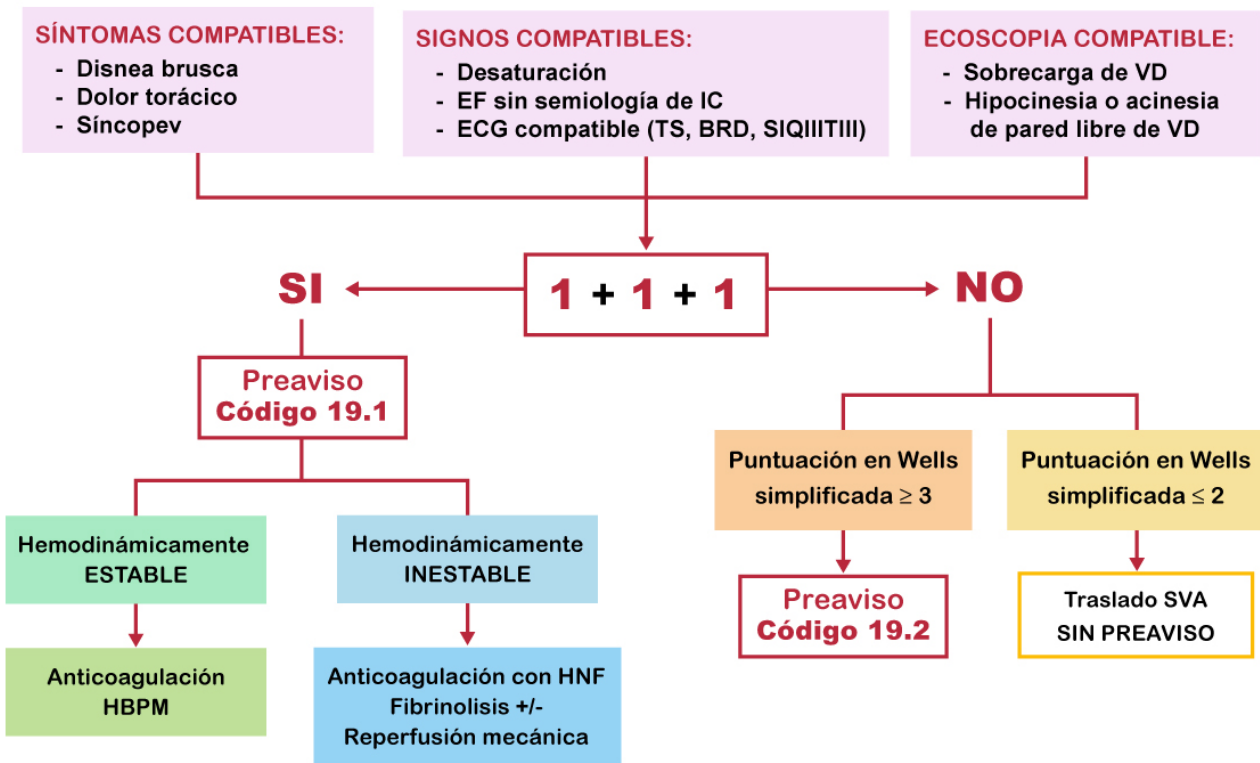 SÍNTOMAS COMPATIBLES:
- Disnea brusca
- Dolor torácico
- Síncopev
SIGNOS COMPATIBLES:
- Desaturación
- EF sin semiología de IC
- ECG compatible (TS, BRD, SIQIIITIII)
ECOSCOPIA COMPATIBLE:
- Sobrecarga de VD
- Hipocinesia o acinesia
de pared libre de VD
SI
1 + 1 + 1
NO
Preaviso
Código 19.1
Hemodinámicamente
ESTABLE
Hemodinámicamente
INESTABLE
Anticoagulación
HBPM
Anticoagulación con HNF
Fibrinolisis +/-
Reperfusión mecánica
Puntuación en Wells
simplificada ≥ 3
Puntuación en Wells
simplificada ≤ 2
Preaviso
Código 19.2
Traslado SVA
SIN PREAVISO